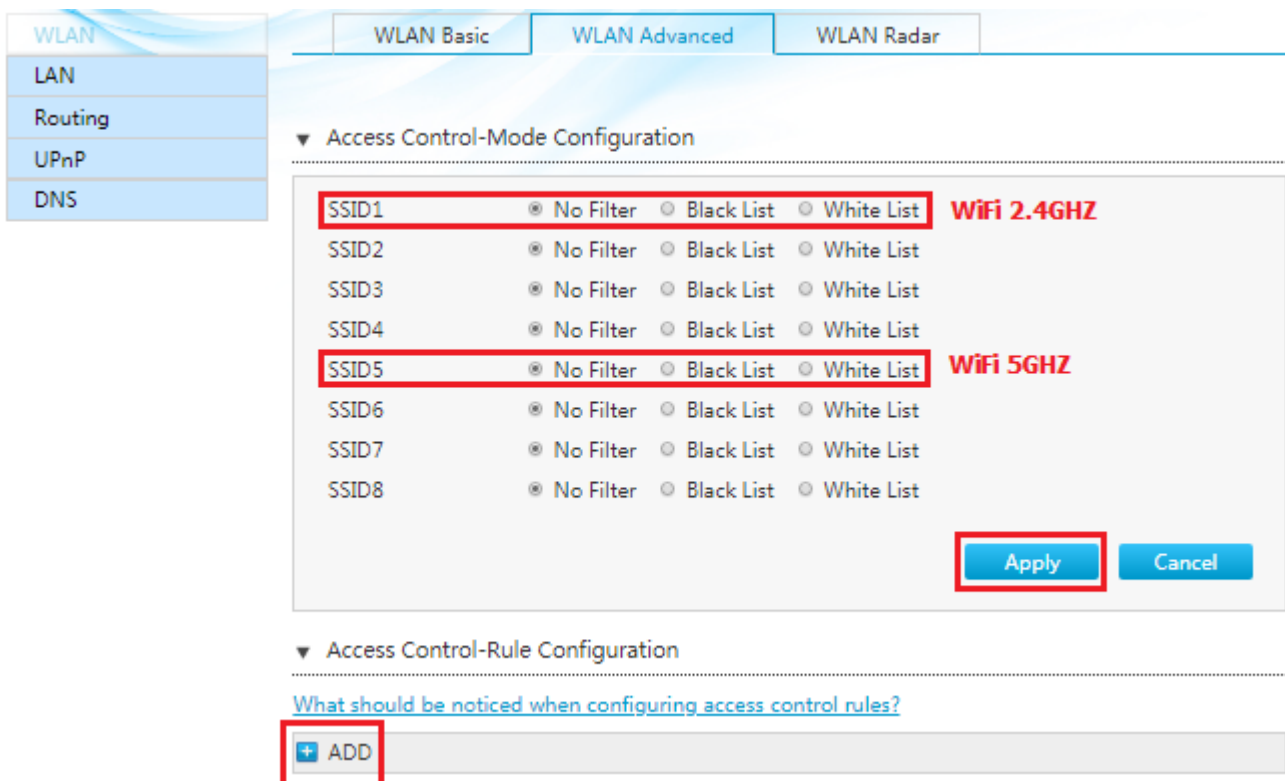 WLAN
LAN
Routing
UPnP
DNS
WLAN Basic WLAN Advanced WLAN Radar
Access Control-Mode Configuration
SSID1 No Filter Black List White List WiFi 2.4GHZ
SSID2 No Filter Black List White List
SSID3 No Filter Black List White List
SSID4 No Filter Black List White List
SSID5 No Filter Black List White List WiFi 5GHZ
SSID6 No Filter Black List White List
SSID7 No Filter Black List White List
SSID8 No Filter Black List White List
Apply Cancel
Access Control-Rule Configuration
What should be noticed when configuring access control rules?
ADD